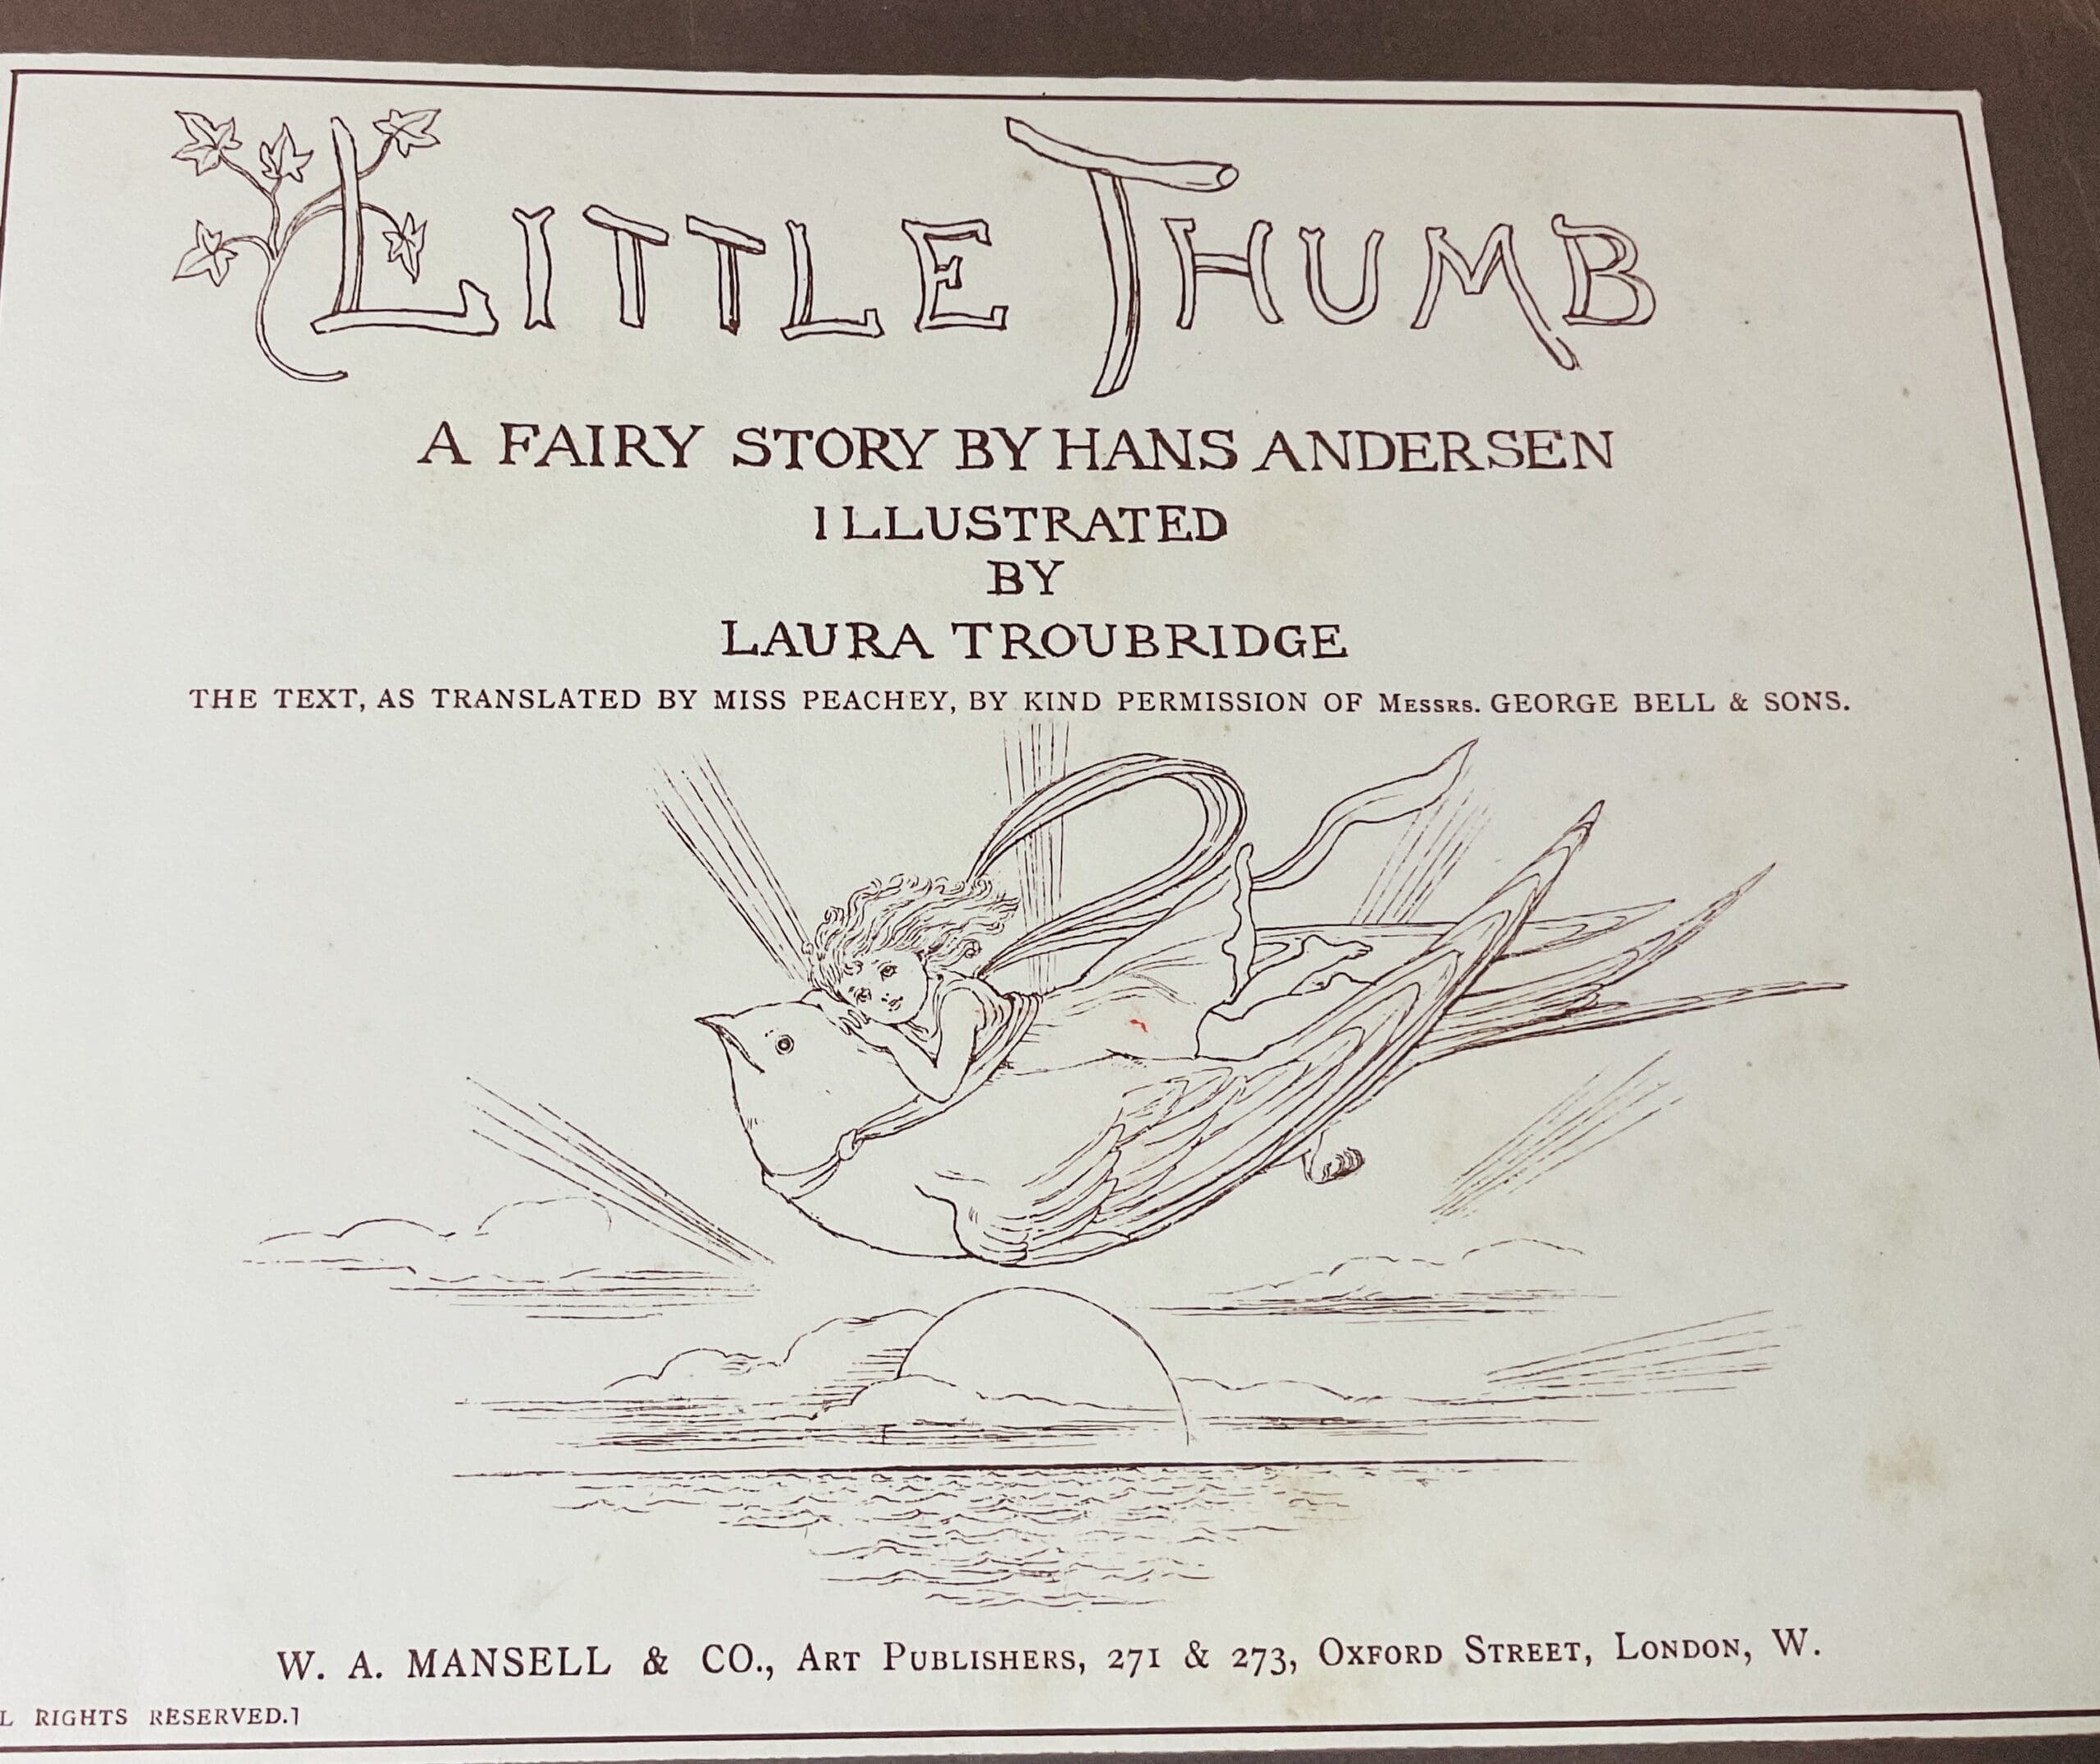 LITTLE THUMB
A FAIRY STORY BY HANS ANDERSEN
ILLUSTRATED
BY
LAURA TROUBRIDGE
THE TEXT, AS TRANSLATED BY MISS PEACHEY, BY KIND PERMISSION OF MESSRS. GEORGE BELL & SONS.
W. A. MANSELL & CO., ART PUBLISHERS, 271 & 273, OXFORD STREET, LONDON, W.
L RIGHTS RESERVED.]